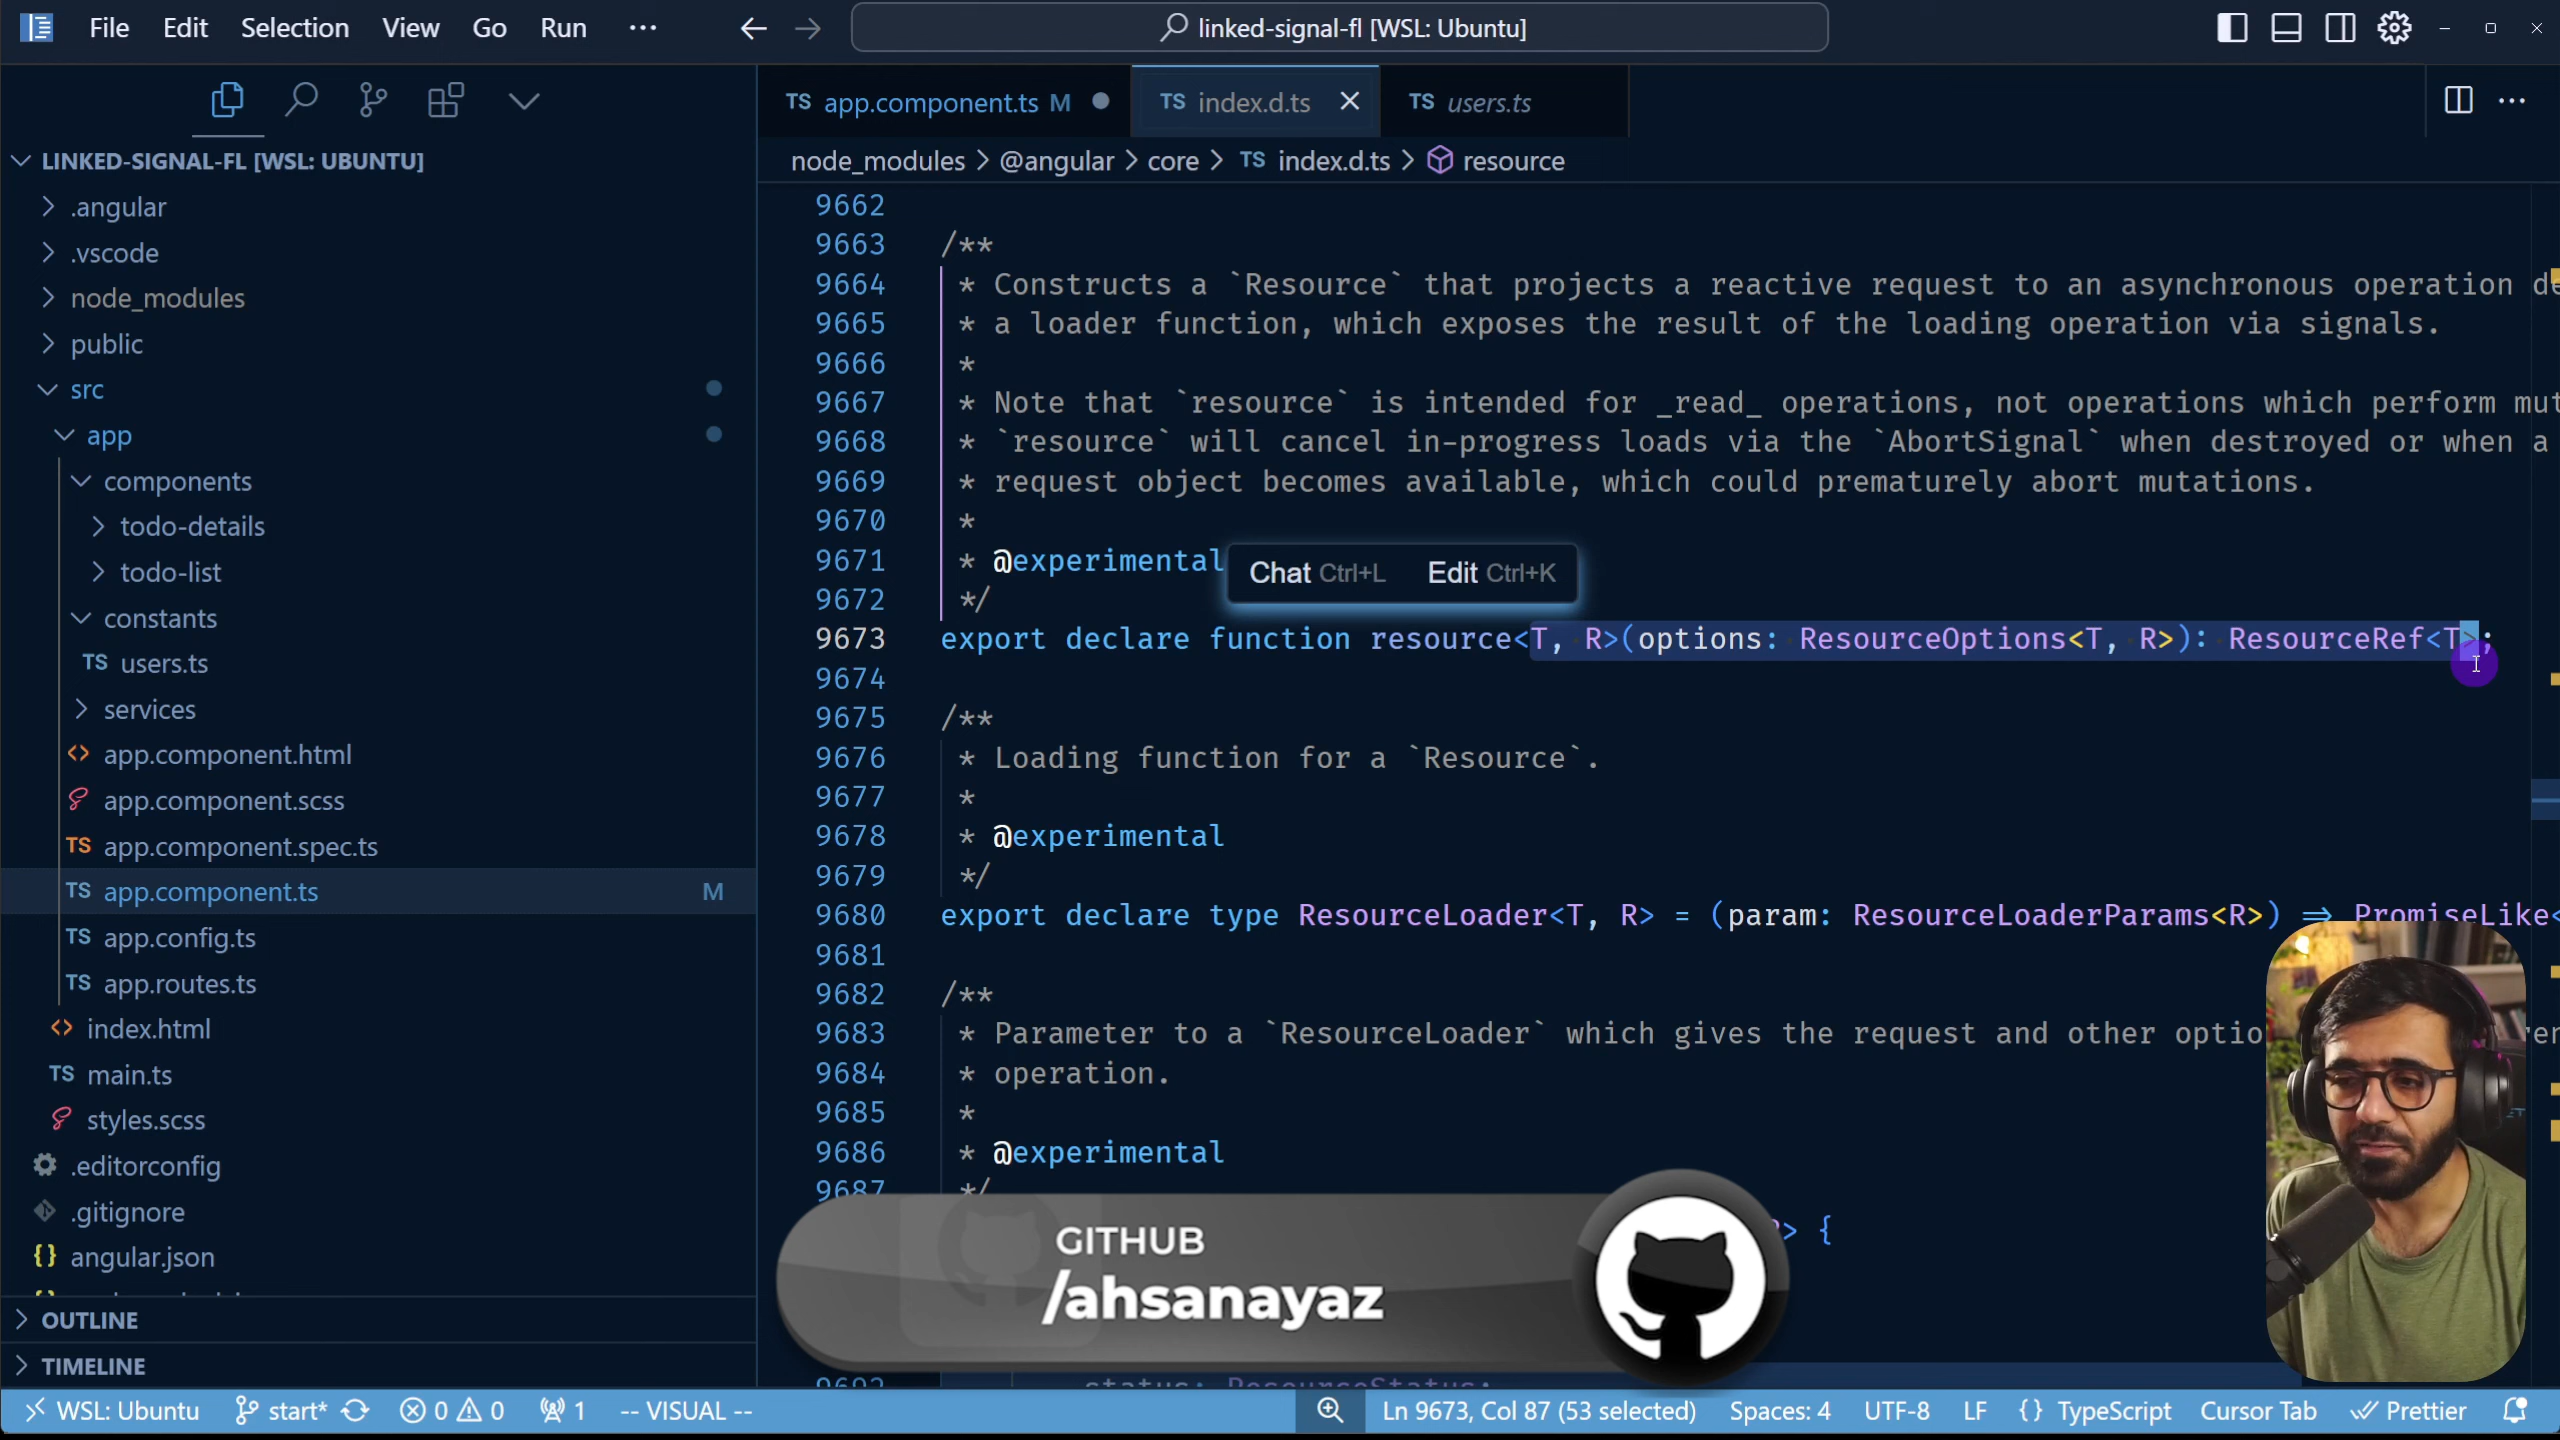 File Edit Selection View Go Run ···
linked-signal-fl [WSL: Ubuntu]
LINKED-SIGNAL-FL [WSL: UBUNTU]
.angular
.vscode
node_modules
public
src
app
components
todo-details
todo-list
constants
TS users.ts
services
<> app.component.html
app.component.scss
TS app.component.spec.ts
TS app.component.ts M
TS app.config.ts
TS app.routes.ts
<> index.html
TS main.ts
styles.scss
.editorconfig
.gitignore
{} angular.json
OUTLINE
TIMELINE
TS app.component.ts M
TS index.d.ts
TS users.ts
node_modules > @angular > core > TS index.d.ts > resource
9662
9663 /**
9664 * Constructs a `Resource` that projects a reactive request to an asynchronous operation
9665 * a loader function, which exposes the result of the loading operation via signals.
9666 *
9667 * Note that `resource` is intended for _read_ operations, not operations which perform
9668 * `resource` will cancel in-progress loads via the `AbortSignal` when destroyed or when a
9669 * request object becomes available, which could prematurely abort mutations.
9670 *
9671 * @experimental
9672 */
Chat Ctrl+L Edit Ctrl+K
9673 export declare function resource<T, R>(options: ResourceOptions<T, R>): ResourceRef<T>;
9674
9675 /**
9676 * Loading function for a `Resource`.
9677 *
9678 * @experimental
9679 */
9680 export declare type ResourceLoader<T, R> = (param: ResourceLoaderParams<R>) => PromiseLike<
9681
9682 /**
9683 * Parameter to a `ResourceLoader` which gives the request and other
9684 * operation.
9685 *
9686 * @experimental
9687 */
> {
9692 status: ResourceStatus;
GITHUB
/ahsanayaz
WSL: Ubuntu start* 0 0 1 -- VISUAL -- Ln 9673, Col 87 (53 selected) Spaces: 4 UTF-8 LF {} TypeScript Cursor Tab Prettier